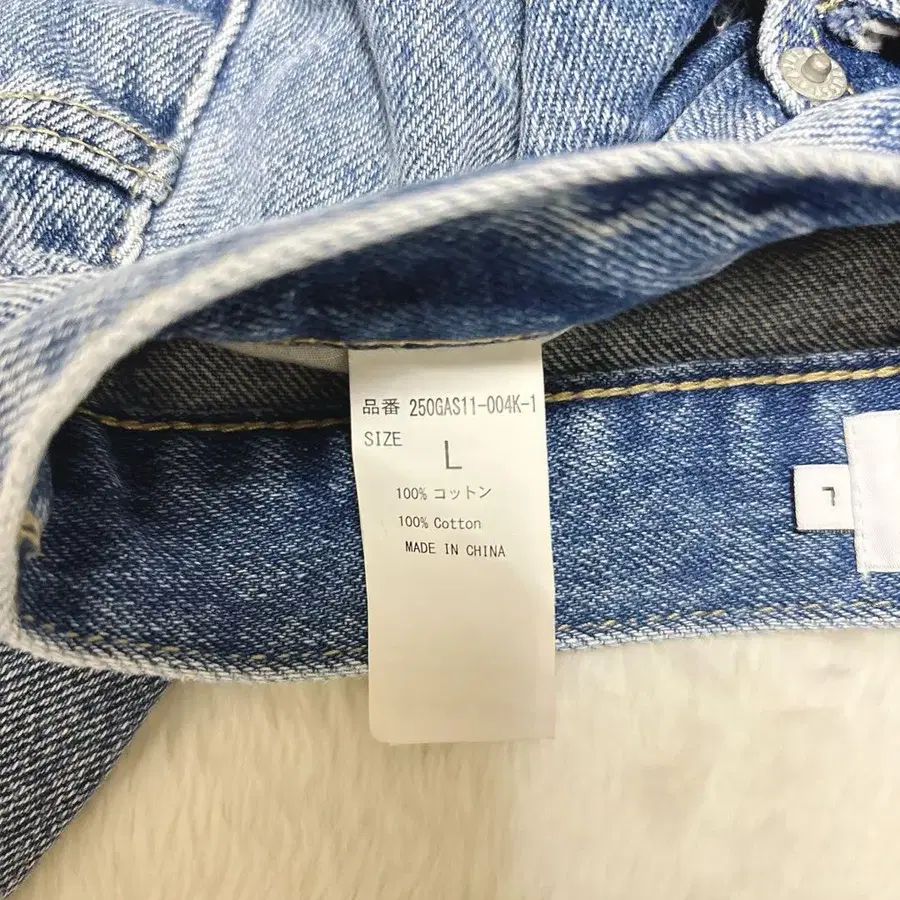 品番 250GAS11-004K-1
SIZE
L
100% コットン
100% Cotton
MADE IN CHINA
L